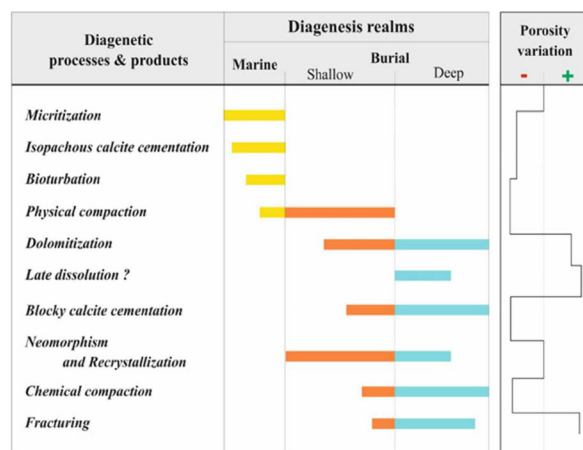 Diagenetic
processes & products
Diagenesis realms
Marine
Burial
Shallow
Deep
Porosity
variation
- +
Micritization
Isopachous calcite cementation
Bioturbation
Physical compaction
Dolomitization
Late dissolution ?
Blocky calcite cementation
Neomorphism
and Recrystallization
Chemical compaction
Fracturing